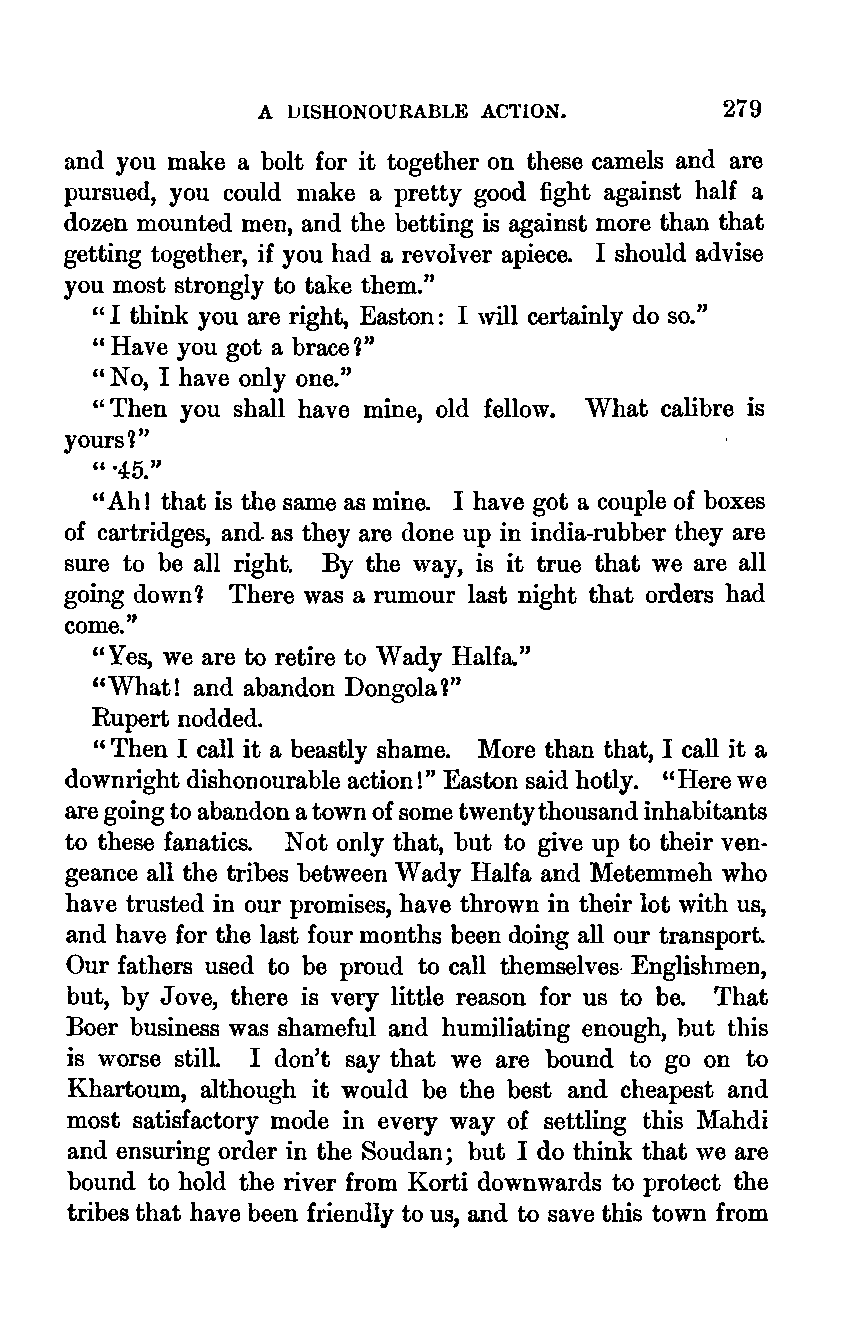 A DISHONOURABLE ACTION. 279
and you make a bolt for it together on these camels and are
pursued, you could make a pretty good fight against half a
dozen mounted men, and the betting is against more than that
getting together, if you had a revolver apiece. I should advise
you most strongly to take them.”
“I think you are right, Easton: I will certainly do so.”
“Have you got a brace?”
“No, I have only one.”
“Then you shall have mine, old fellow. What calibre is
yours?”
“·45.”
“Ah! that is the same as mine. I have got a couple of boxes
of cartridges, and as they are done up in india-rubber they are
sure to be all right. By the way, is it true that we are all
going down? There was a rumour last night that orders had
come.”
“Yes, we are to retire to Wady Halfa.”
“What! and abandon Dongola?”
Rupert nodded.
“Then I call it a beastly shame. More than that, I call it a
downright dishonourable action!” Easton said hotly. “Here we
are going to abandon a town of some twenty thousand inhabitants
to these fanatics. Not only that, but to give up to their ven-
geance all the tribes between Wady Halfa and Metemmeh who
have trusted in our promises, have thrown in their lot with us,
and have for the last four months been doing all our transport.
Our fathers used to be proud to call themselves Englishmen,
but, by Jove, there is very little reason for us to be. That
Boer business was shameful and humiliating enough, but this
is worse still. I don’t say that we are bound to go on to
Khartoum, although it would be the best and cheapest and
most satisfactory mode in every way of settling this Mahdi
and ensuring order in the Soudan; but I do think that we are
bound to hold the river from Korti downwards to protect the
tribes that have been friendly to us, and to save this town from